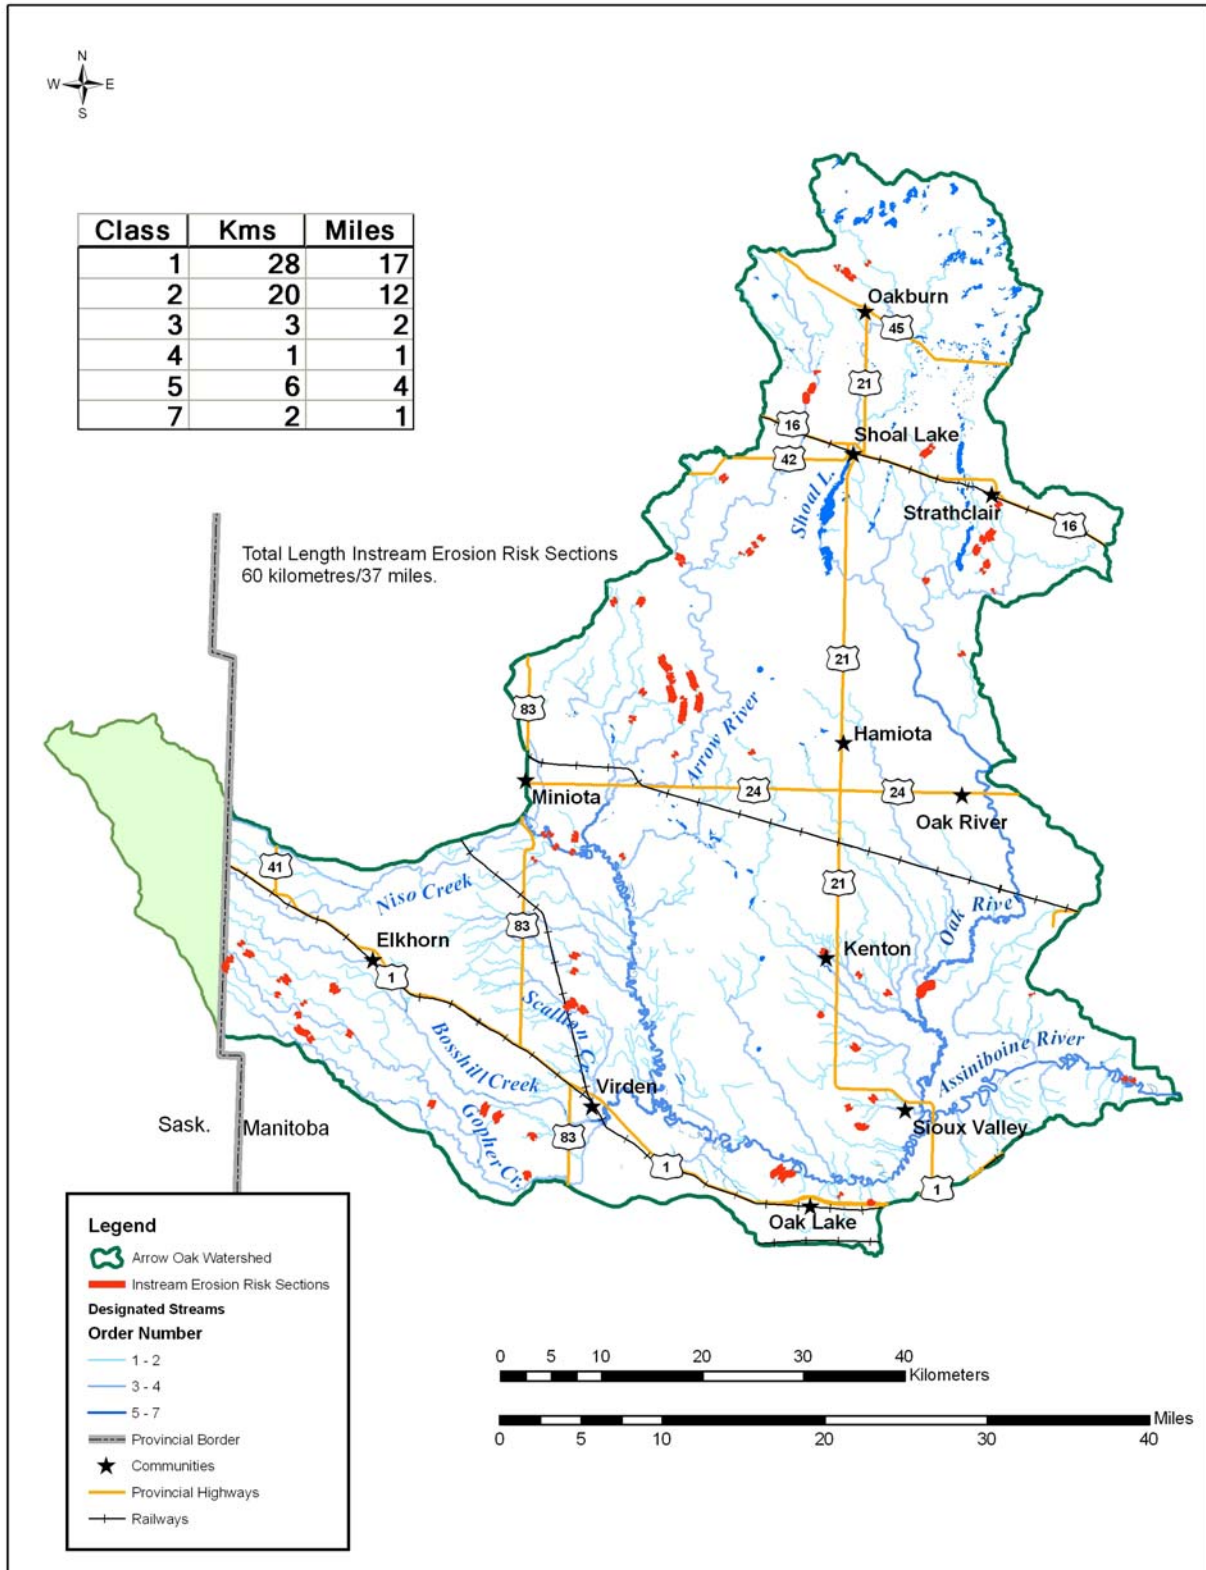 N
W E
S
Class Kms Miles
1 28 17
2 20 12
3 3 2
4 1 1
5 6 4
7 2 1
Oakburn
45
21
16
Shoal Lake
42
Shoal L.
Strathclair
16
Total Length Instream Erosion Risk Sections
60 kilometres/37 miles.
21
83
Arrow River
Hamiota
Miniota
24
24
Oak River
41
Niso Creek
21
Oak Rive
83
Elkhorn
Kenton
1
Scallion Cr.
Bosshill Creek
Assiniboine River
Virden
Sioux Valley
Gopher Cr.
Sask.
Manitoba
83
1
1
Oak Lake
Legend
Arrow Oak Watershed
Instream Erosion Risk Sections
Designated Streams
Order Number
1 - 2
3 - 4
5 - 7
Provincial Border
Communities
Provincial Highways
Railways
0 5 10 20 30 40
Kilometers
Miles
0 5 10 20 30 40